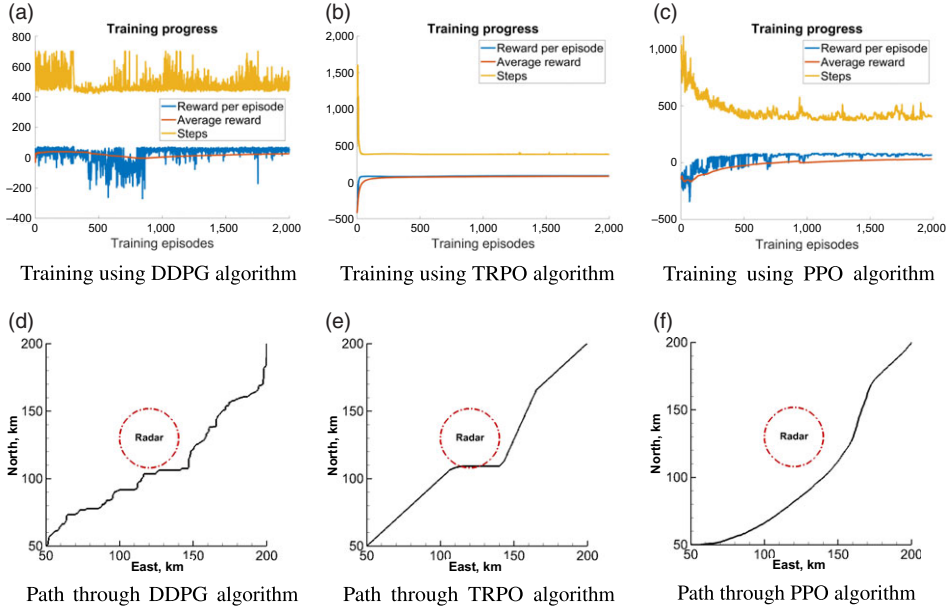 (a)
Training progress
800
600
400
200
0
−200
−400
0
500
1,000
1,500
2,000
Reward per episode
Average reward
Steps
Training episodes
Training using DDPG algorithm
(b)
Training progress
2,000
1,500
1,000
500
0
−500
0
500
1,000
1,500
2,000
Reward per episode
Average reward
Steps
Training episodes
Training using TRPO algorithm
(c)
Training progress
1,000
500
0
−500
0
500
1,000
1,500
2,000
Reward per episode
Average reward
Steps
Training episodes
Training using PPO algorithm
(d)
200
150
100
50
North, km
Radar
50
100
150
200
East, km
Path through DDPG algorithm
(e)
200
150
100
50
North, km
Radar
50
100
150
200
East, km
Path through TRPO algorithm
(f)
200
150
100
50
North, km
Radar
50
100
150
200
East, km
Path through PPO algorithm